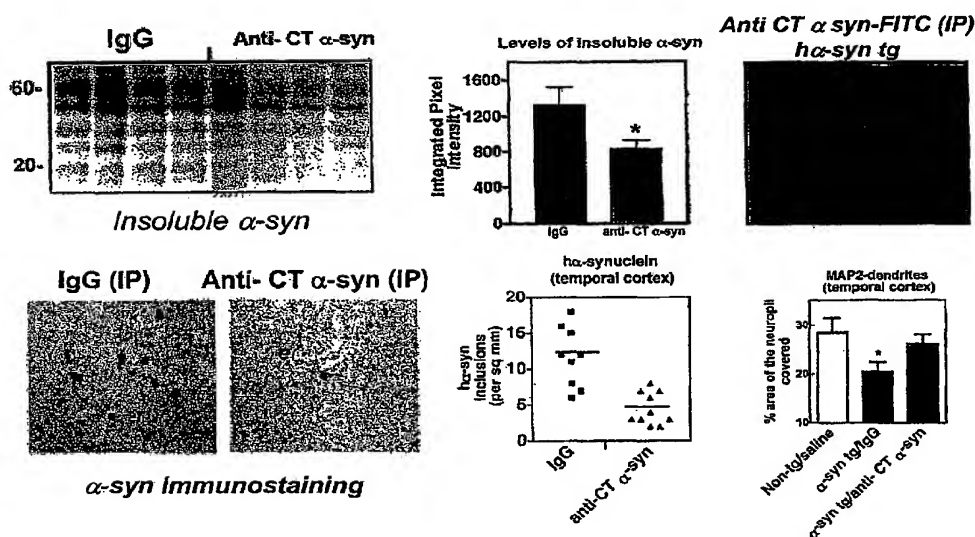 IgG Anti- CT α-syn
60-
20-
Insoluble α-syn
Levels of insoluble α-syn
Integrated Pixel
Intensity
1600
1200
800
400
0
*
IgG anti- CT α-syn
Anti CT α syn-FITC (IP)
hα-syn tg
IgG (IP) Anti- CT α-syn (IP)
α-syn immunostaining
hα-synuclein
(temporal cortex)
hα-syn
inclusions
(per sq mm)
20
15
10
5
0
IgG
anti-CT α-syn
MAP2-dendrites
(temporal cortex)
% area of the neuropil
covered
30
20
10
*
Non-tg/saline
α-syn tg/IgG
α-syn tg/anti- CT α-syn